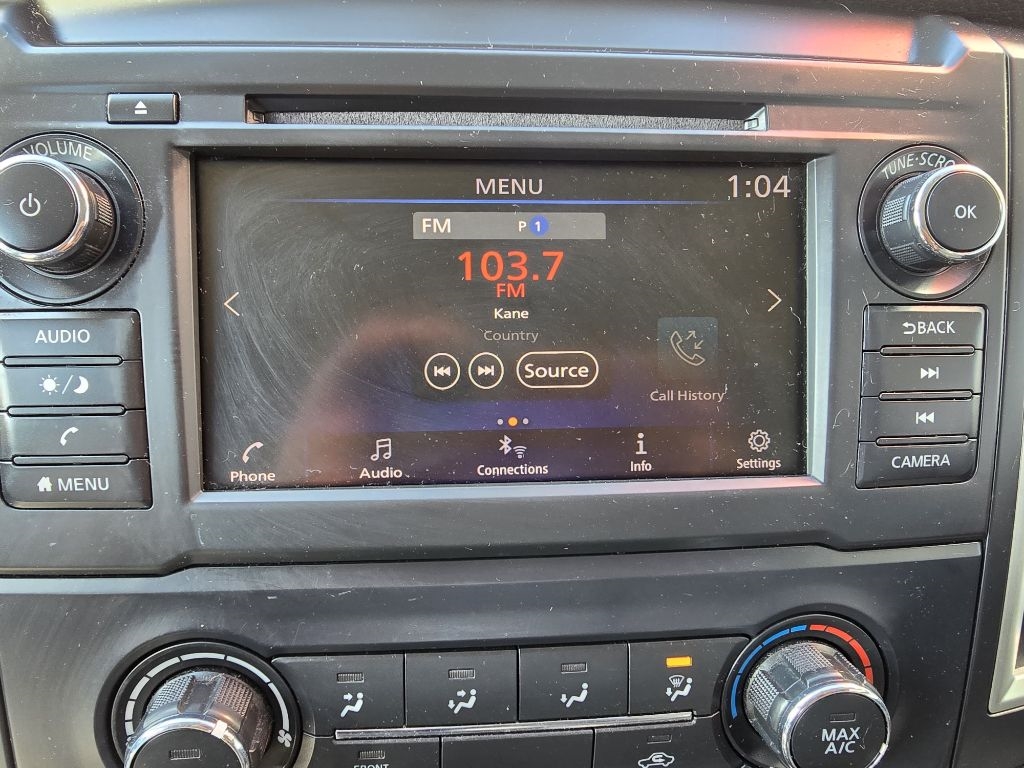 VOLUME
TUNE·SCRO
MENU
1:04
FM
P 1
103.7
FM
Kane
Country
Source
Call History
Phone
Audio
Connections
Info
Settings
AUDIO
MENU
BACK
CAMERA
OK
MAX
A/C
FRONT